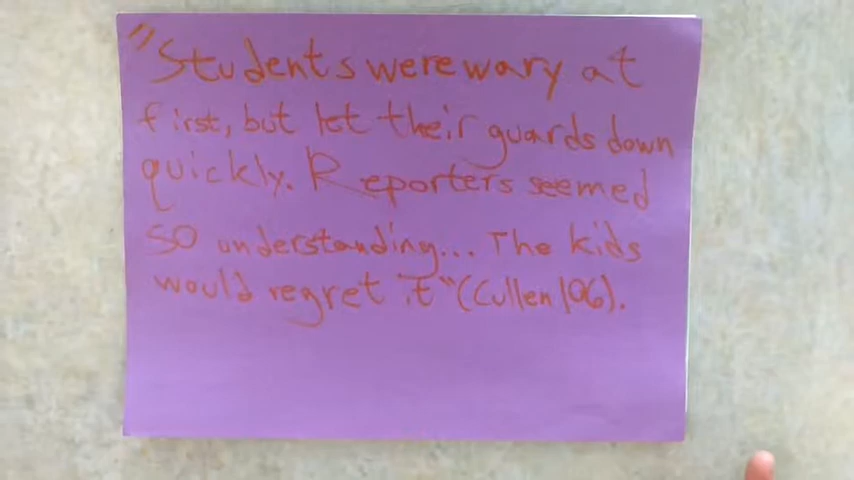 "Students were wary at
first, but let their guards down
quickly. Reporters seemed
so understanding... The kids
would regret it" (Cullen 106).